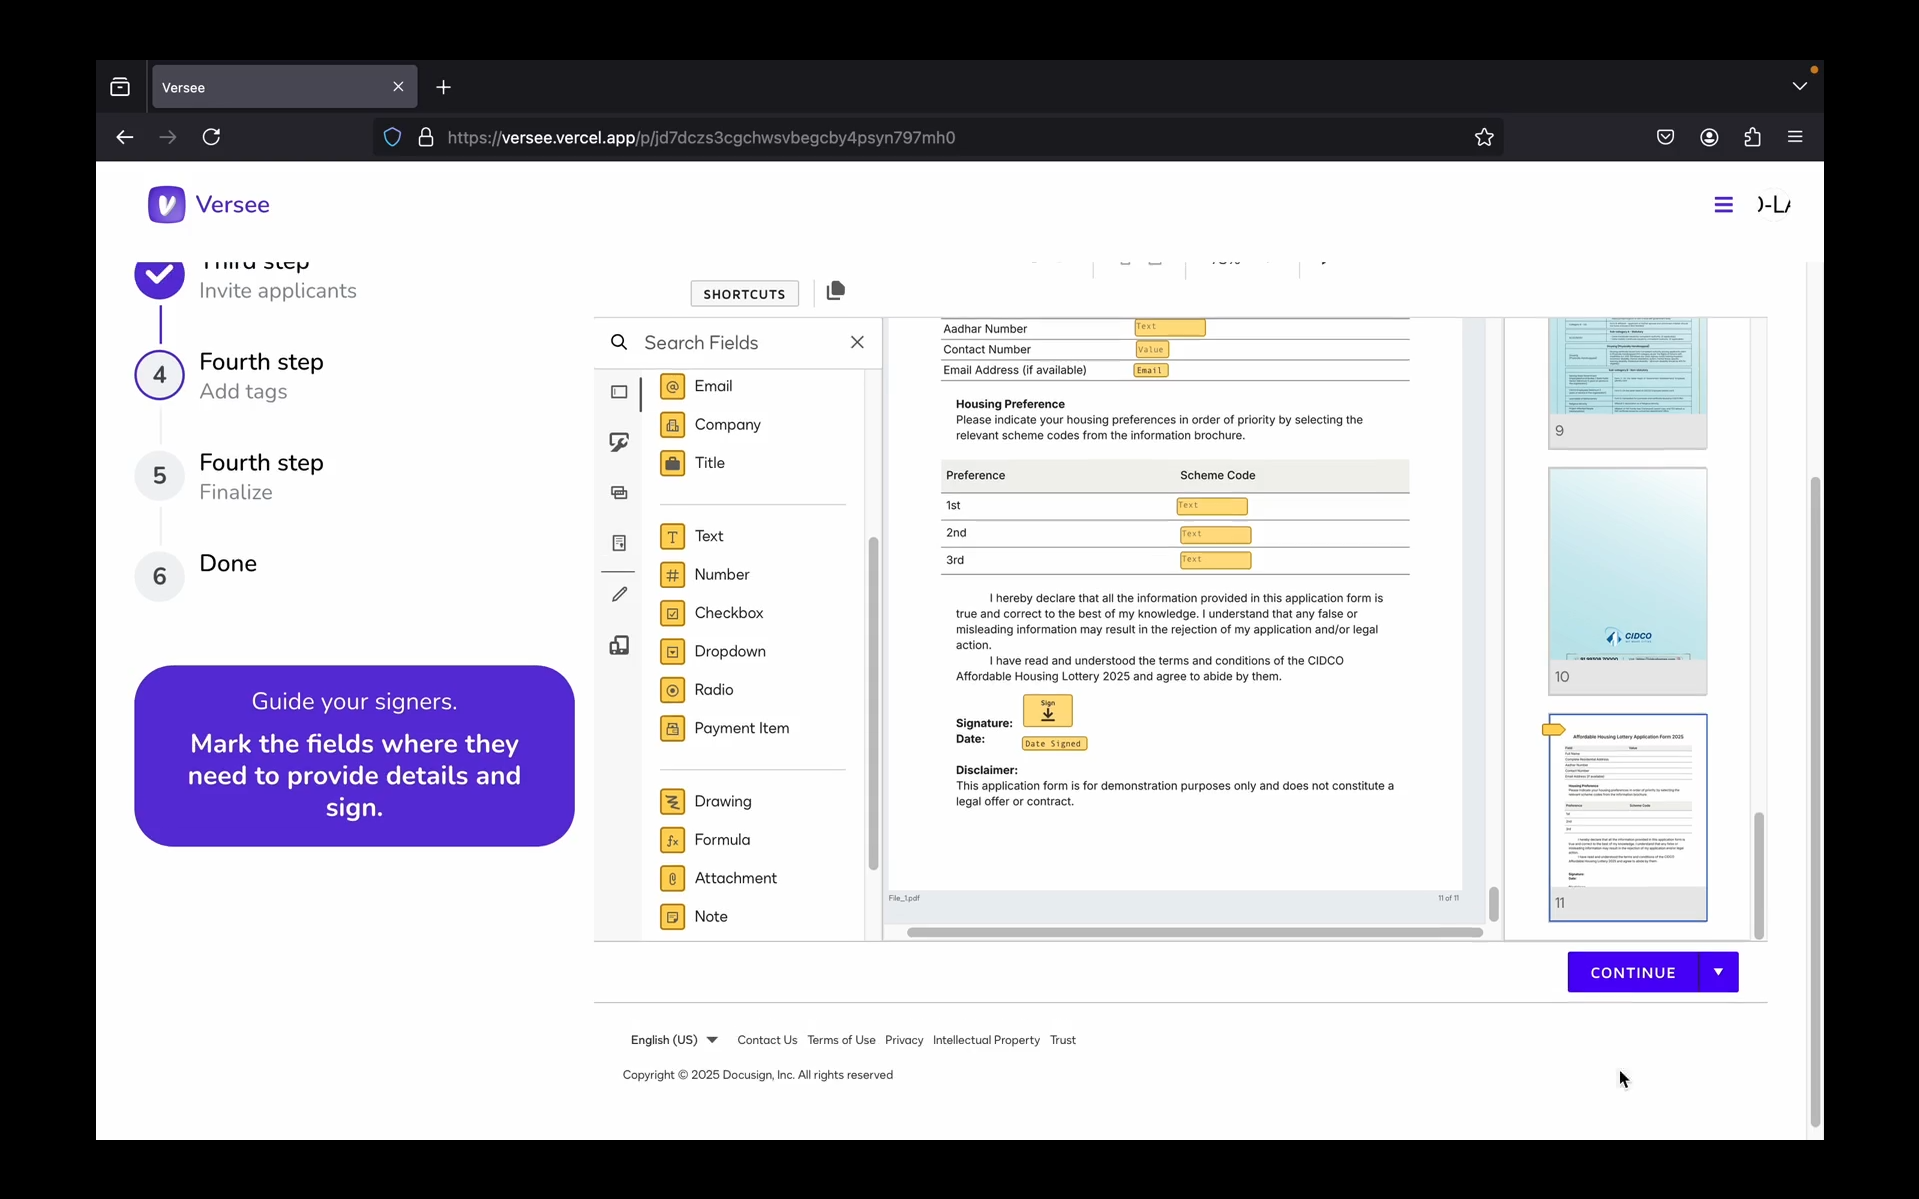 Versee
https://versee.vercel.app/p/jd7dczs3cgchwsvbegcby4psyn797mh0
Versee
)-LA
Third step
Invite applicants
4
Fourth step
Add tags
5
Fourth step
Finalize
6
Done
Guide your signers.
Mark the fields where they
need to provide details and
sign.
SHORTCUTS
Search Fields
Email
Company
Title
Text
Number
Checkbox
Dropdown
Radio
Payment Item
Drawing
Formula
Attachment
Note
Aadhar Number Text
Contact Number Value
Email Address (if available) Email
Housing Preference
Please indicate your housing preferences in order of priority by selecting the
relevant scheme codes from the information brochure.
Preference Scheme Code
1st Text
2nd Text
3rd Text
I hereby declare that all the information provided in this application form is
true and correct to the best of my knowledge. I understand that any false or
misleading information may result in the rejection of my application and/or legal
action.
I have read and understood the terms and conditions of the CIDCO
Affordable Housing Lottery 2025 and agree to abide by them.
Sign
Signature:
Date: Date Signed
Disclaimer:
This application form is for demonstration purposes only and does not constitute a
legal offer or contract.
File_1.pdf 11 of 11
9
CIDCO
10
Affordable Housing Lottery Application Form 2025
11
CONTINUE
English (US) Contact Us Terms of Use Privacy Intellectual Property Trust
Copyright © 2025 Docusign, Inc. All rights reserved